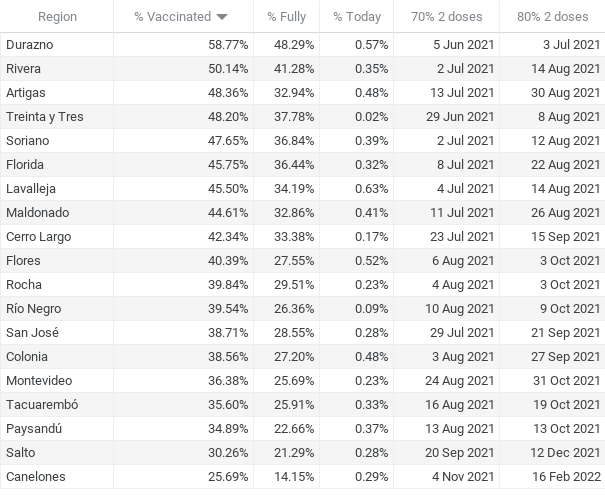 Region % Vaccinated % Fully % Today 70% 2 doses 80% 2 doses
Durazno 58.77% 48.29% 0.57% 5 Jun 2021 3 Jul 2021
Rivera 50.14% 41.28% 0.35% 2 Jul 2021 14 Aug 2021
Artigas 48.36% 32.94% 0.48% 13 Jul 2021 30 Aug 2021
Treinta y Tres 48.20% 37.78% 0.02% 29 Jun 2021 8 Aug 2021
Soriano 47.65% 36.84% 0.39% 2 Jul 2021 12 Aug 2021
Florida 45.75% 36.44% 0.32% 8 Jul 2021 22 Aug 2021
Lavalleja 45.50% 34.19% 0.63% 4 Jul 2021 14 Aug 2021
Maldonado 44.61% 32.86% 0.41% 11 Jul 2021 26 Aug 2021
Cerro Largo 42.34% 33.38% 0.17% 23 Jul 2021 15 Sep 2021
Flores 40.39% 27.55% 0.52% 6 Aug 2021 3 Oct 2021
Rocha 39.84% 29.51% 0.23% 4 Aug 2021 3 Oct 2021
Río Negro 39.54% 26.36% 0.09% 10 Aug 2021 9 Oct 2021
San José 38.71% 28.55% 0.28% 29 Jul 2021 21 Sep 2021
Colonia 38.56% 27.20% 0.48% 3 Aug 2021 27 Sep 2021
Montevideo 36.38% 25.69% 0.23% 24 Aug 2021 31 Oct 2021
Tacuarembó 35.60% 25.91% 0.33% 16 Aug 2021 19 Oct 2021
Paysandú 34.89% 22.66% 0.37% 13 Aug 2021 13 Oct 2021
Salto 30.26% 21.29% 0.28% 20 Sep 2021 12 Dec 2021
Canelones 25.69% 14.15% 0.29% 4 Nov 2021 16 Feb 2022